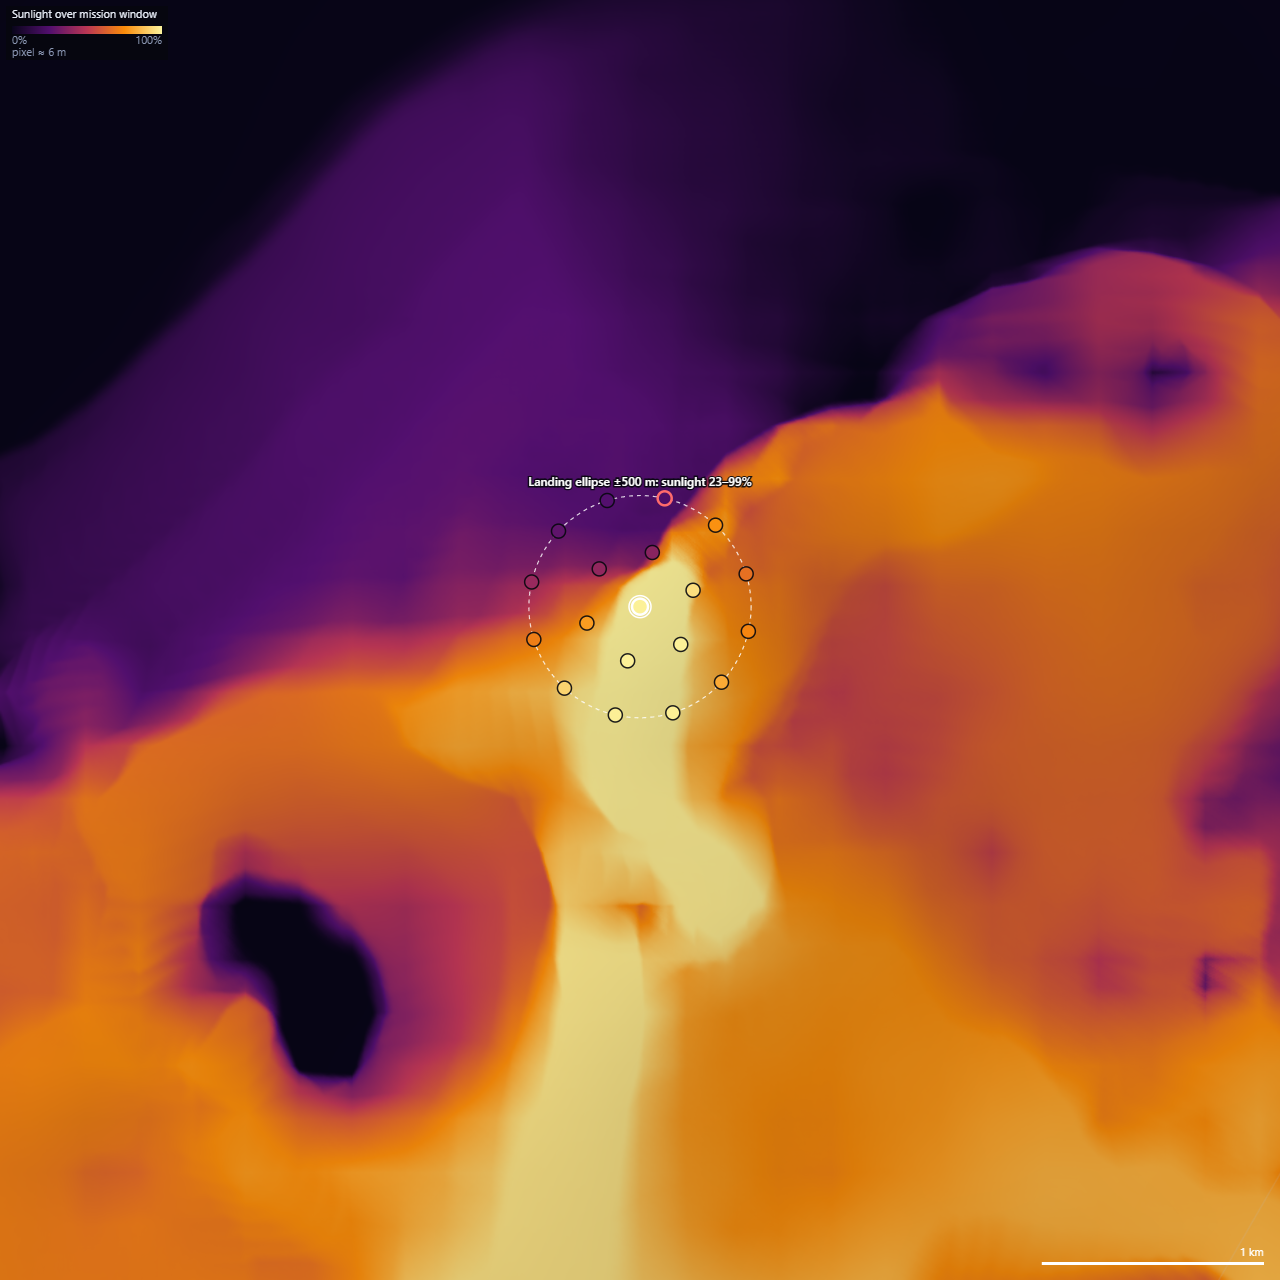 Sunlight over mission window
0% 100%
pixel ≈ 6 m
Landing ellipse ±500 m: sunlight 23–99%
1 km